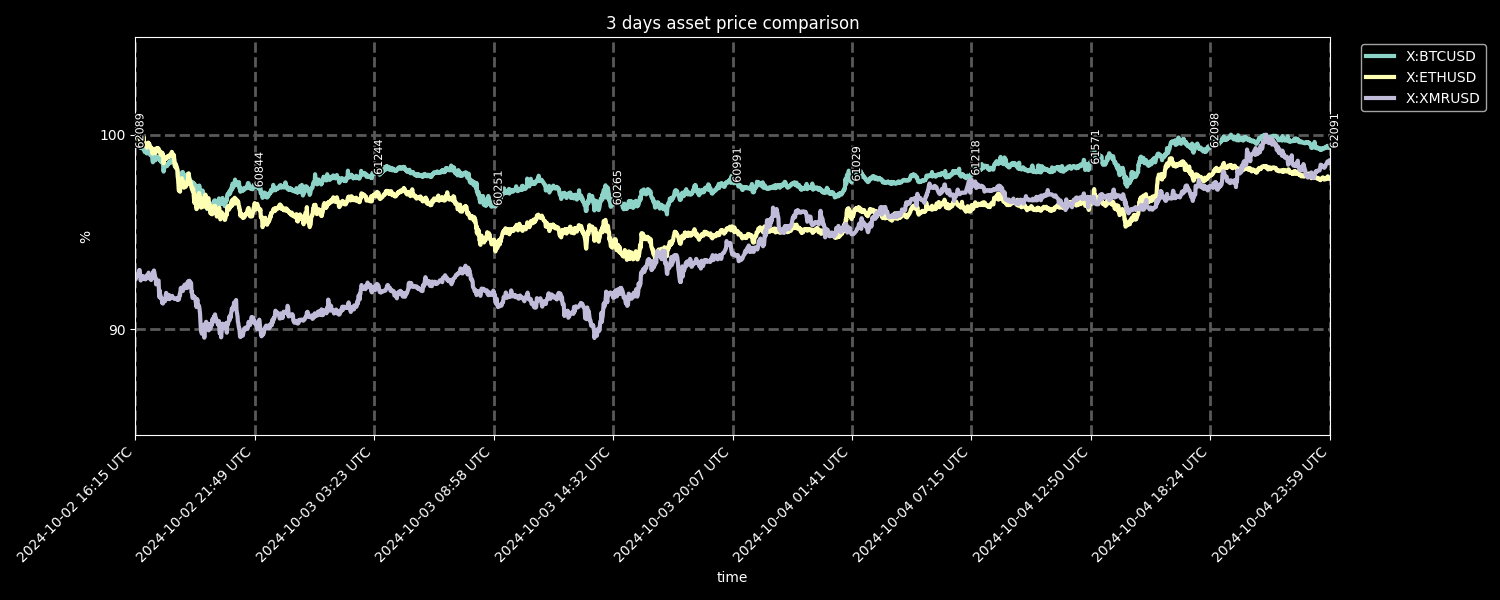 3 days asset price comparison
X:BTCUSD
X:ETHUSD
X:XMRUSD
%
100
90
62089
60844
61244
60251
60265
60991
61029
61218
61571
62098
62091
2024-10-02 16:15 UTC
2024-10-02 21:49 UTC
2024-10-03 03:23 UTC
2024-10-03 08:58 UTC
2024-10-03 14:32 UTC
2024-10-03 20:07 UTC
2024-10-04 01:41 UTC
2024-10-04 07:15 UTC
2024-10-04 12:50 UTC
2024-10-04 18:24 UTC
2024-10-04 23:59 UTC
time